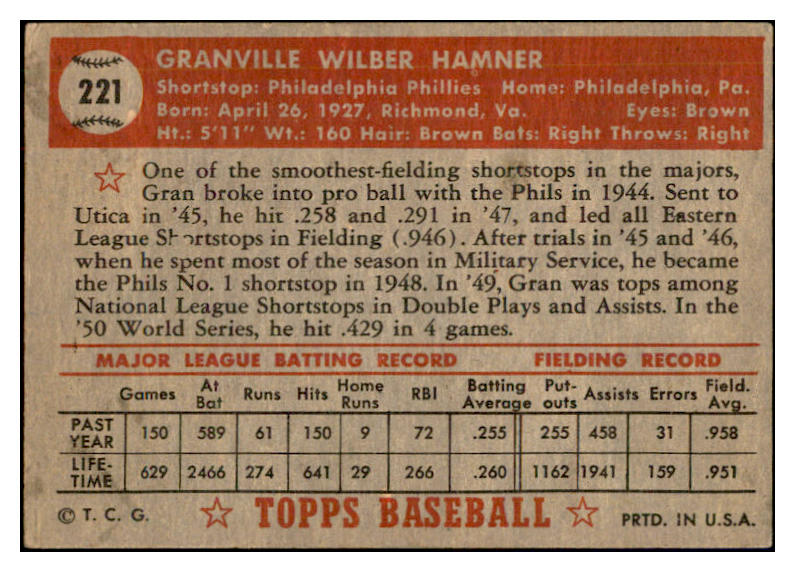 221
GRANVILLE WILBER HAMNER
Shortstop: Philadelphia Phillies Home: Philadelphia, Pa.
Born: April 26, 1927, Richmond, Va. Eyes: Brown
Ht.: 5'11" Wt.: 160 Hair: Brown Bats: Right Throws: Right
One of the smoothest-fielding shortstops in the majors,
Gran broke into pro ball with the Phils in 1944. Sent to
Utica in '45, he hit .258 and .291 in '47, and led all Eastern
League Shortstops in Fielding (.946). After trials in '45 and '46,
when he spent most of the season in Military Service, he became
the Phils No. 1 shortstop in 1948. In '49, Gran was tops among
National League Shortstops in Double Plays and Assists. In the
'50 World Series, he hit .429 in 4 games.
MAJOR LEAGUE BATTING RECORD FIELDING RECORD
Games At Bat Runs Hits Home Runs RBI Batting Average Put-outs Assists Errors Field. Avg.
PAST YEAR 150 589 61 150 9 72 .255 255 458 31 .958
LIFE-TIME 629 2466 274 641 29 266 .260 1162 1941 159 .951
© T. C. G. TOPPS BASEBALL PRTD. IN U.S.A.